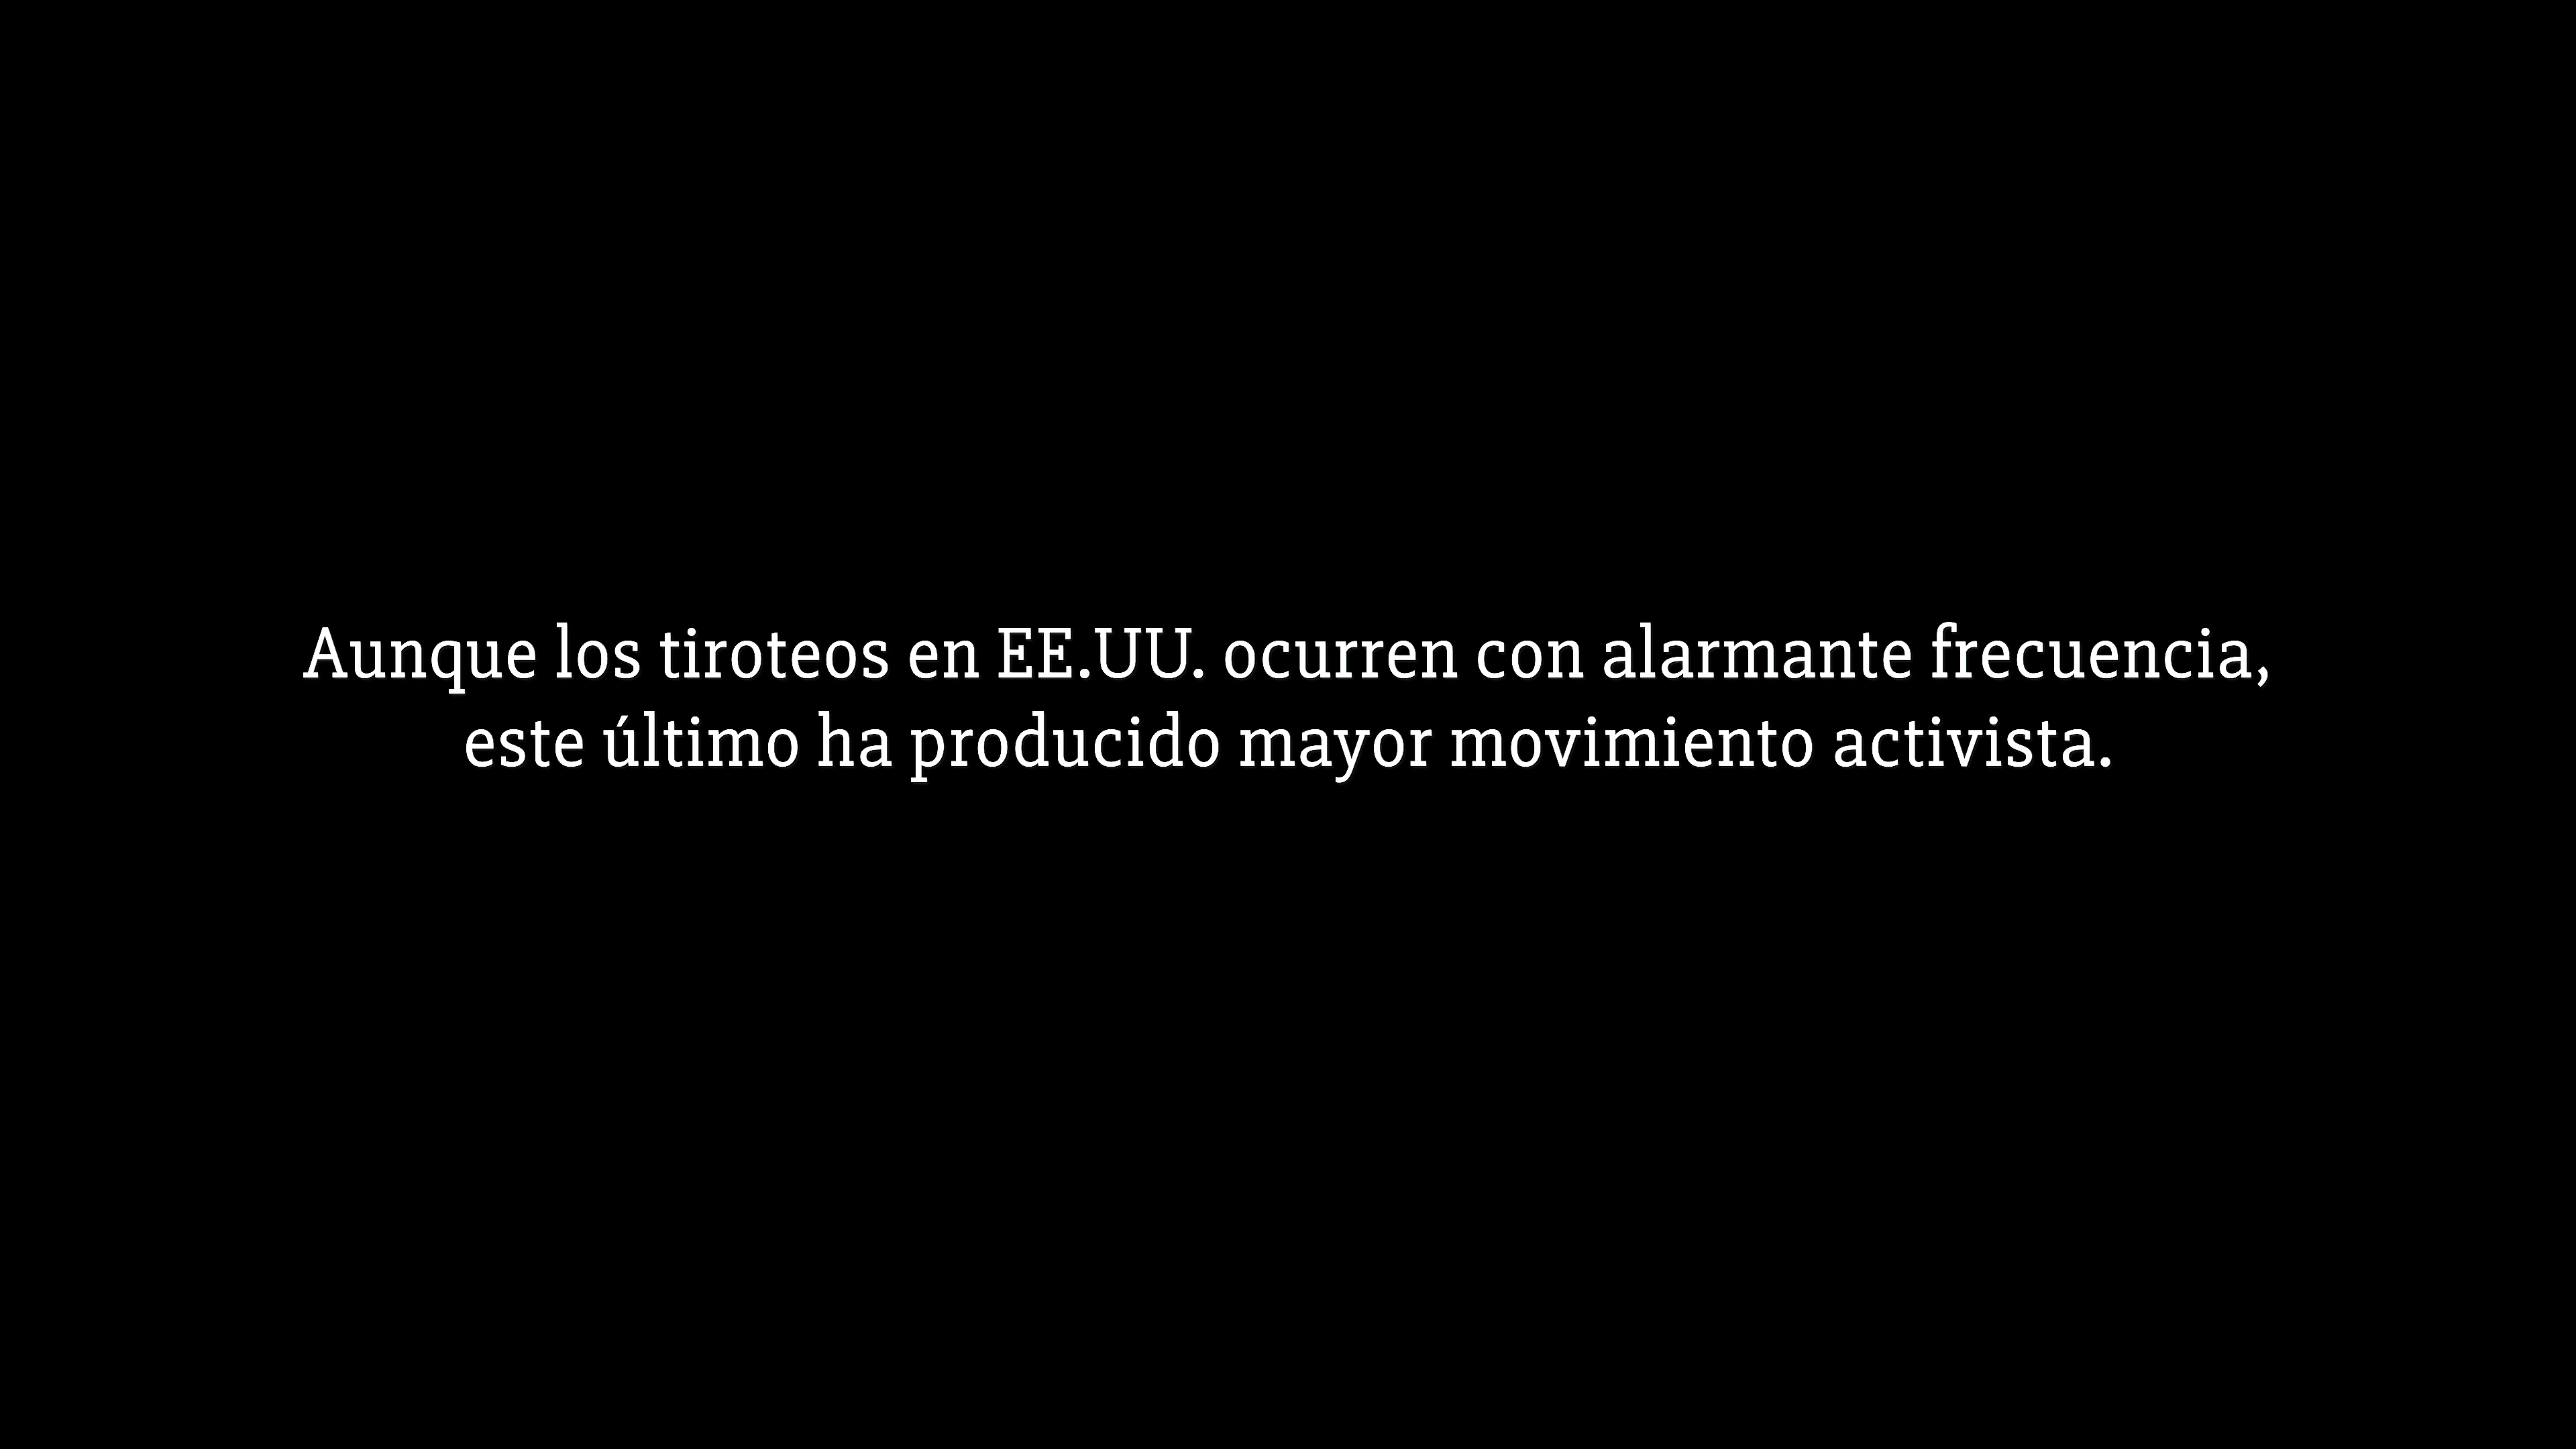 Aunque los tiroteos en EE.UU. ocurren con alarmante frecuencia,
este último ha producido mayor movimiento activista.